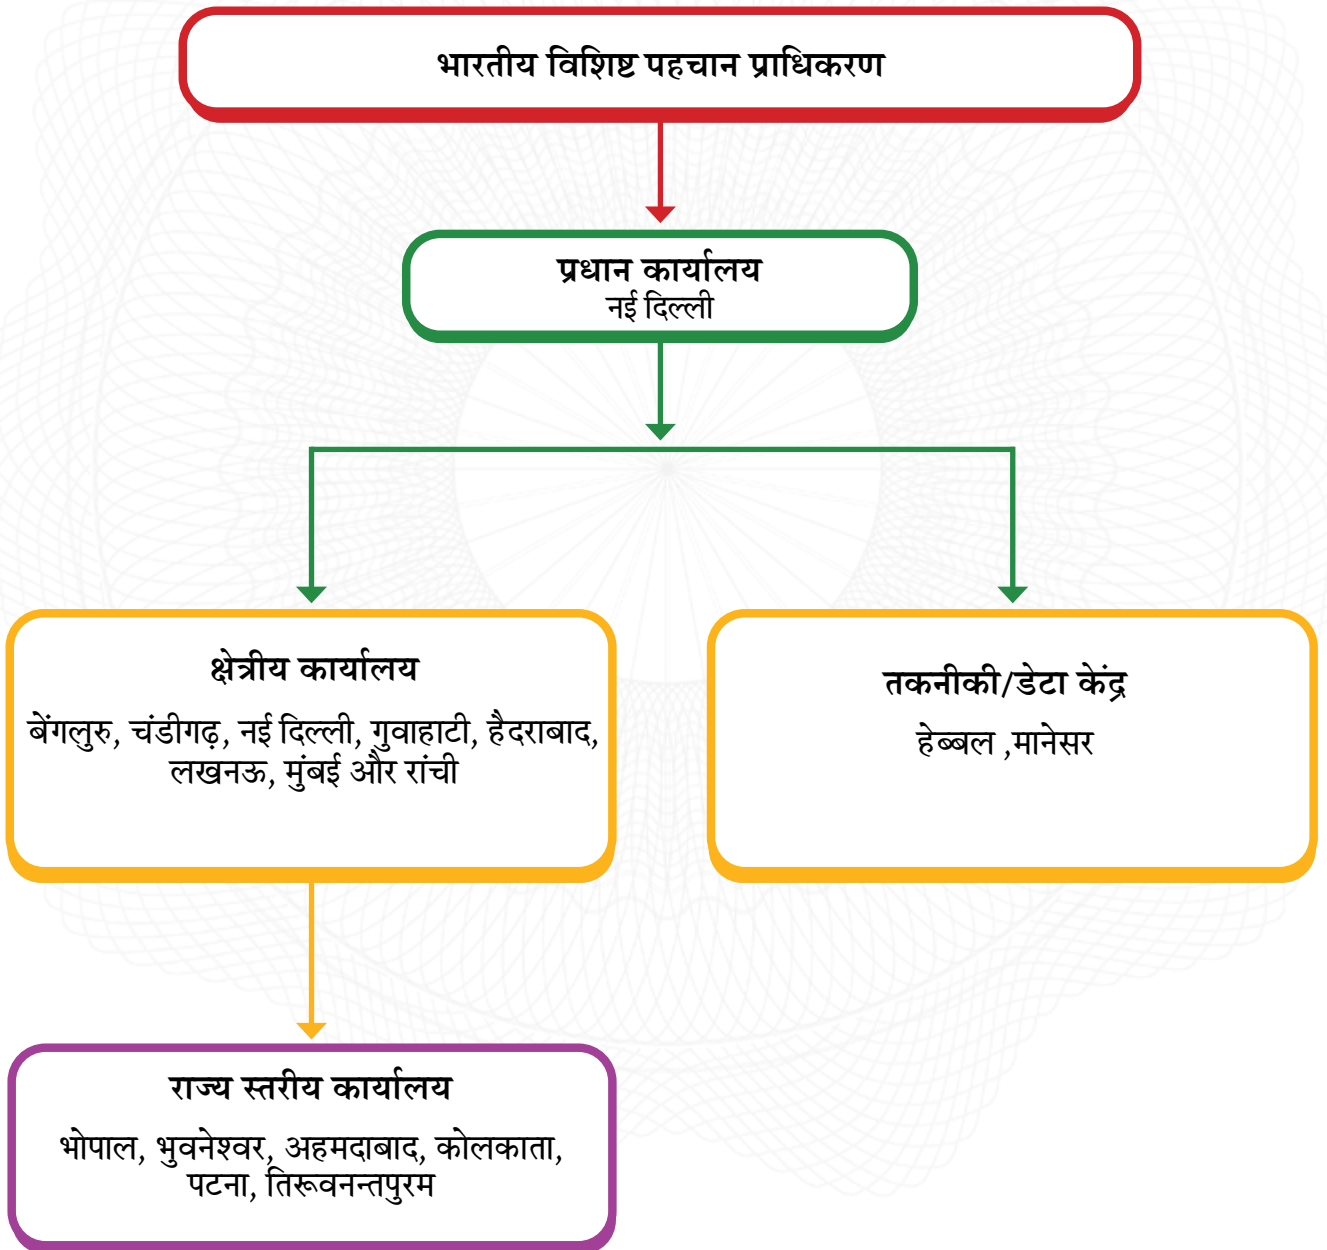 भारतीय विशिष्ट पहचान प्राधिकरण
प्रधान कार्यालय
नई दिल्ली
क्षेत्रीय कार्यालय
बेंगलुरु, चंडीगढ़, नई दिल्ली, गुवाहाटी, हैदराबाद,
लखनऊ, मुंबई और रांची
तकनीकी/डेटा केंद्र
हेब्बल ,मानेसर
राज्य स्तरीय कार्यालय
भोपाल, भुवनेश्वर, अहमदाबाद, कोलकाता,
पटना, तिरूवनन्तपुरम